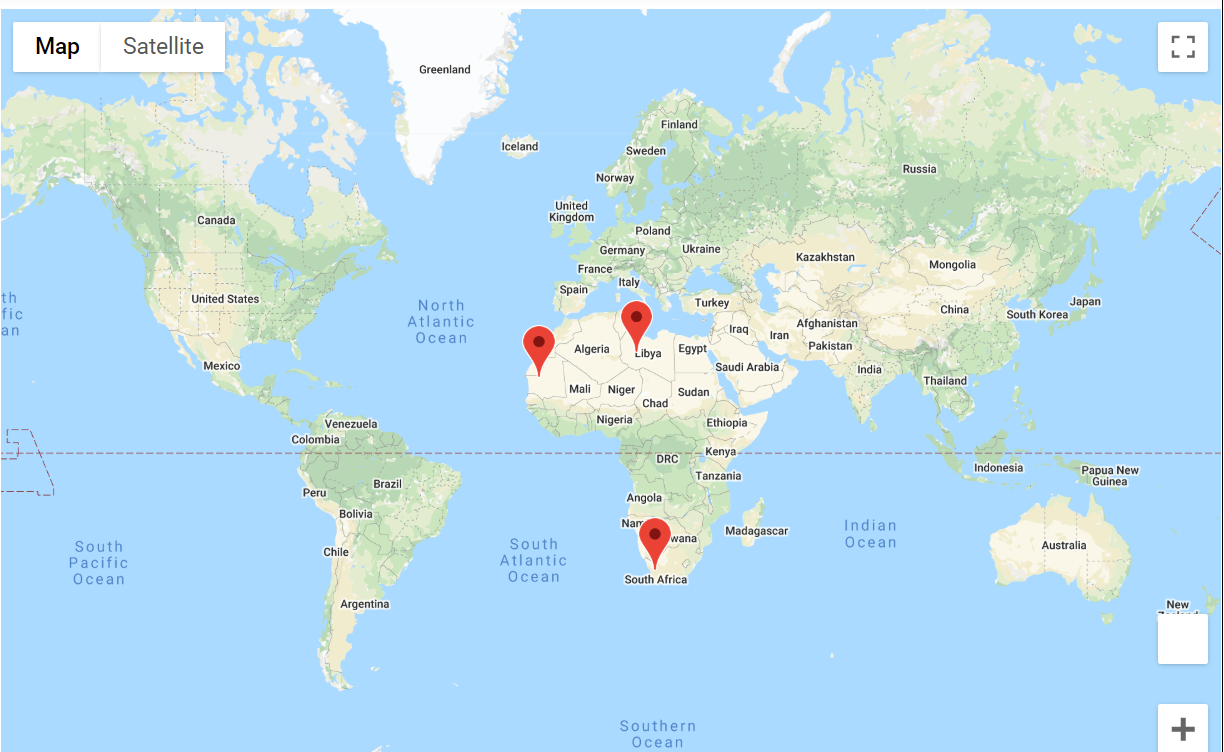 Map Satellite
Greenland
Iceland
Finland
Sweden
Norway
Russia
United
Kingdom
Canada
Poland
Germany
Ukraine
Kazakhstan
Mongolia
France
Italy
Spain
United States
North
Atlantic
Ocean
th
fic
an
Turkey
Japan
China
South Korea
Afghanistan
Iraq
Iran
Pakistan
Algeria
Libya
Egypt
Saudi Arabia
India
Mexico
Thailand
Mali
Niger
Sudan
Chad
Nigeria
Ethiopia
Venezuela
Colombia
Kenya
DRC
Indonesia
Papua New
Guinea
Tanzania
Peru
Brazil
Angola
Bolivia
Nam
wana
Madagascar
Indian
Ocean
South
Pacific
Ocean
South
Atlantic
Ocean
Chile
Australia
South Africa
Argentina
New
Southern
Ocean